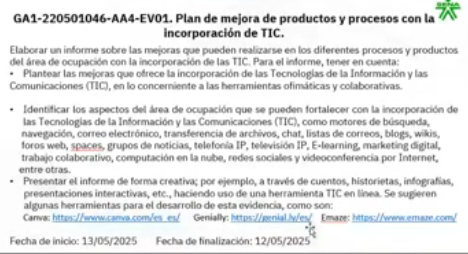 SENA
GA1-220501046-AA4-EV01. Plan de mejora de productos y procesos con la
incorporación de TIC.
Elaborar un informe sobre las mejoras que pueden realizarse en los diferentes procesos y productos
del área de ocupación con la incorporación de las TIC. Para el informe, tener en cuenta:
• Plantear las mejoras que ofrece la incorporación de las Tecnologías de la Información y las
Comunicaciones (TIC), en lo concerniente a las herramientas ofimáticas y colaborativas.
• Identificar los aspectos del área de ocupación que se pueden fortalecer con la incorporación de
las Tecnologías de la Información y las Comunicaciones (TIC), como motores de búsqueda,
navegación, correo electrónico, transferencia de archivos, chat, listas de correos, blogs, wikis,
foros web, spaces, grupos de noticias, telefonía IP, televisión IP, E-learning, marketing digital,
trabajo colaborativo, computación en la nube, redes sociales y videoconferencia por Internet,
entre otras.
• Presentar el informe de forma creativa; por ejemplo, a través de cuentos, historietas, infografías,
presentaciones interactivas, etc., haciendo uso de una herramienta TIC en línea. Se sugieren
algunas herramientas para el desarrollo de esta evidencia, como son:
Canva: https://www.canva.com/es_es/ Genially: https://genial.ly/es/ Emaze: https://www.emaze.com/
Fecha de inicio: 13/05/2025 Fecha de finalización: 12/05/2025